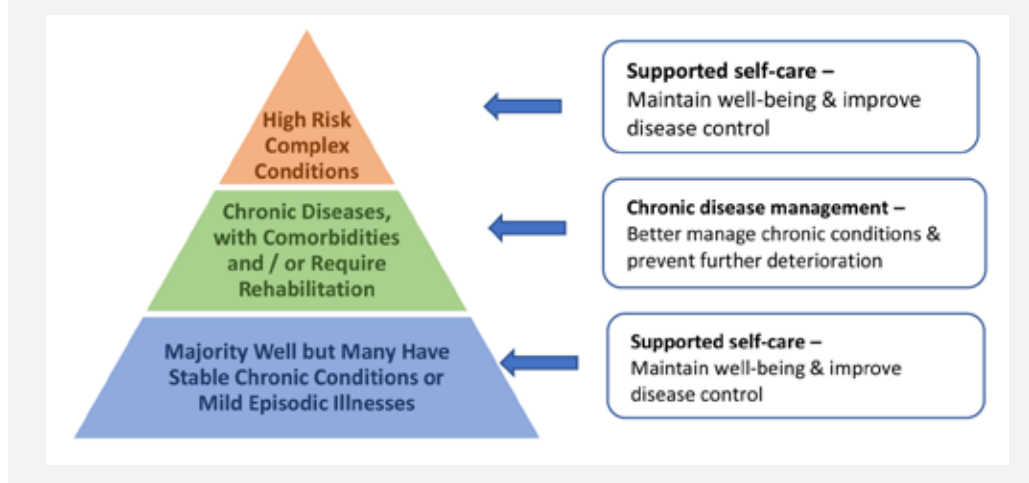 High Risk
Complex
Conditions
Supported self-care –
Maintain well-being & improve
disease control
Chronic Diseases,
with Comorbidities
and / or Require
Rehabilitation
Chronic disease management –
Better manage chronic conditions &
prevent further deterioration
Majority Well but Many Have
Stable Chronic Conditions or
Mild Episodic Illnesses
Supported self-care –
Maintain well-being & improve
disease control